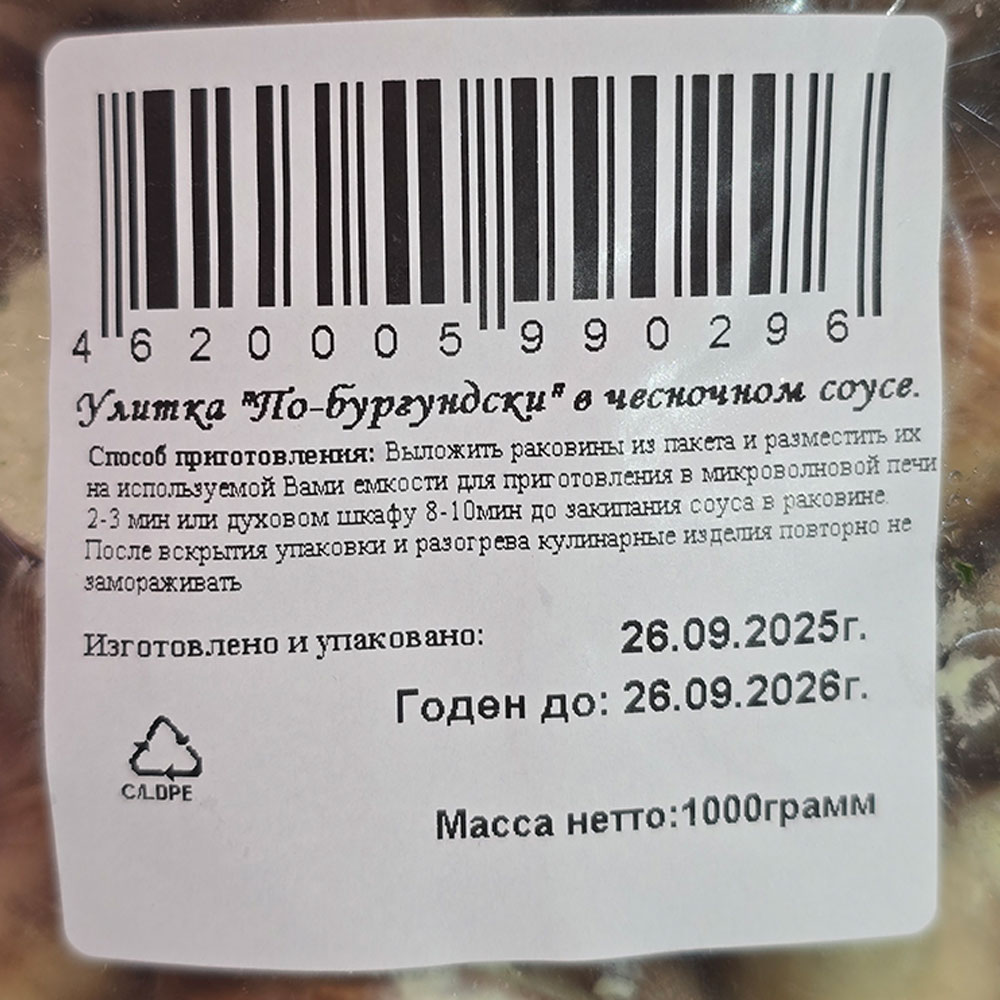 4 620005 990296
Улитка "По-бургундски" в чесночном соусе.
Способ приготовления: Выложить раковины из пакета и разместить их
на используемой Вами емкости для приготовления в микроволновой печи
2-3 мин или духовом шкафу 8-10мин до закипания соуса в раковине.
После вскрытия упаковки и разогрева кулинарные изделия повторно не
замораживать
Изготовлено и упаковано: 26.09.2025г.
Годен до: 26.09.2026г.
C/LDPE
Масса нетто:1000грамм